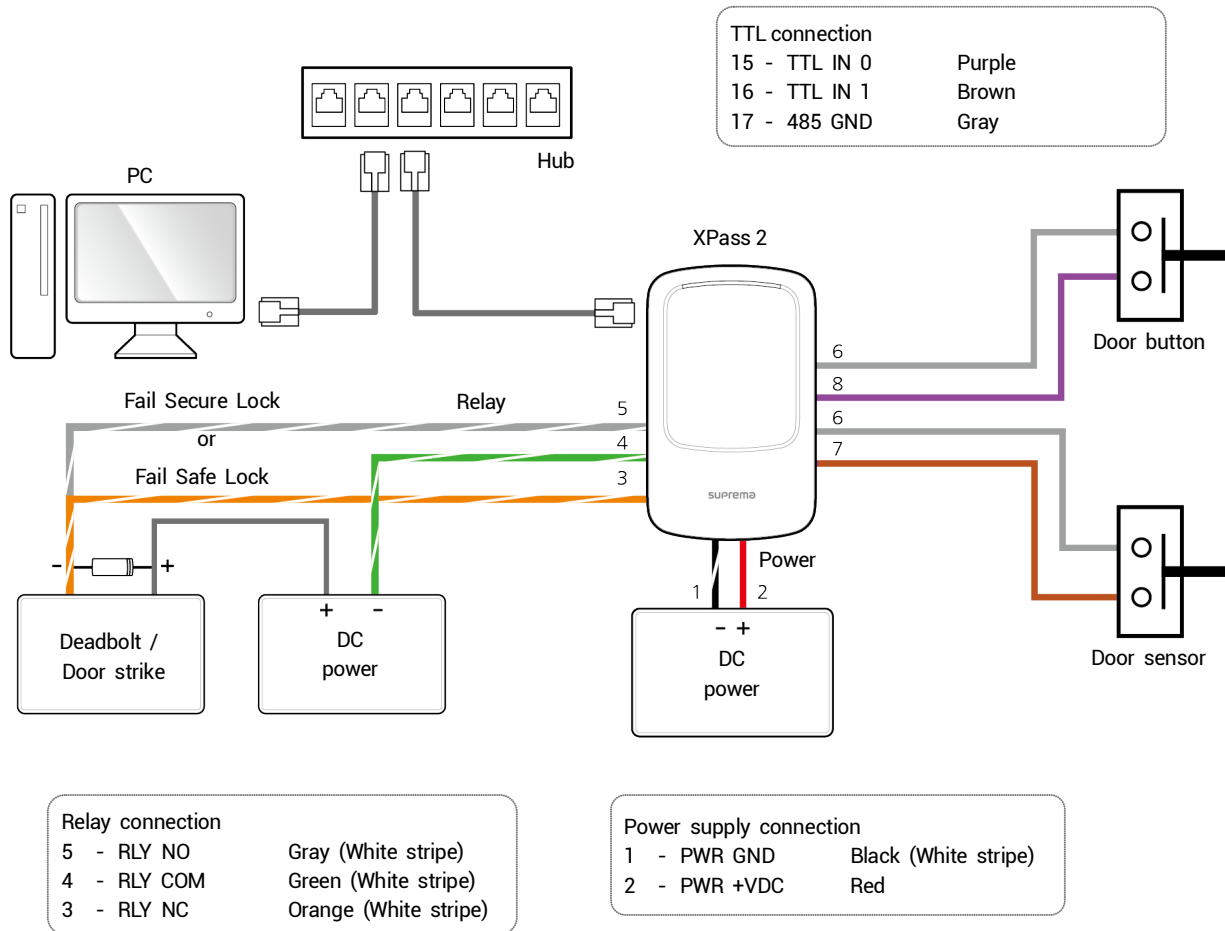 TTL connection
15 - TTL IN 0 Purple
16 - TTL IN 1 Brown
17 - 485 GND Gray
Hub
PC
XPass 2
Door button
6
8
6
7
Fail Secure Lock
Relay
5
or
4
Fail Safe Lock
3
suprema
Power
1 2
- +
+ -
- +
Deadbolt /
Door strike
DC
power
DC
power
Door sensor
Relay connection
5 - RLY NO Gray (White stripe)
4 - RLY COM Green (White stripe)
3 - RLY NC Orange (White stripe)
Power supply connection
1 - PWR GND Black (White stripe)
2 - PWR +VDC Red